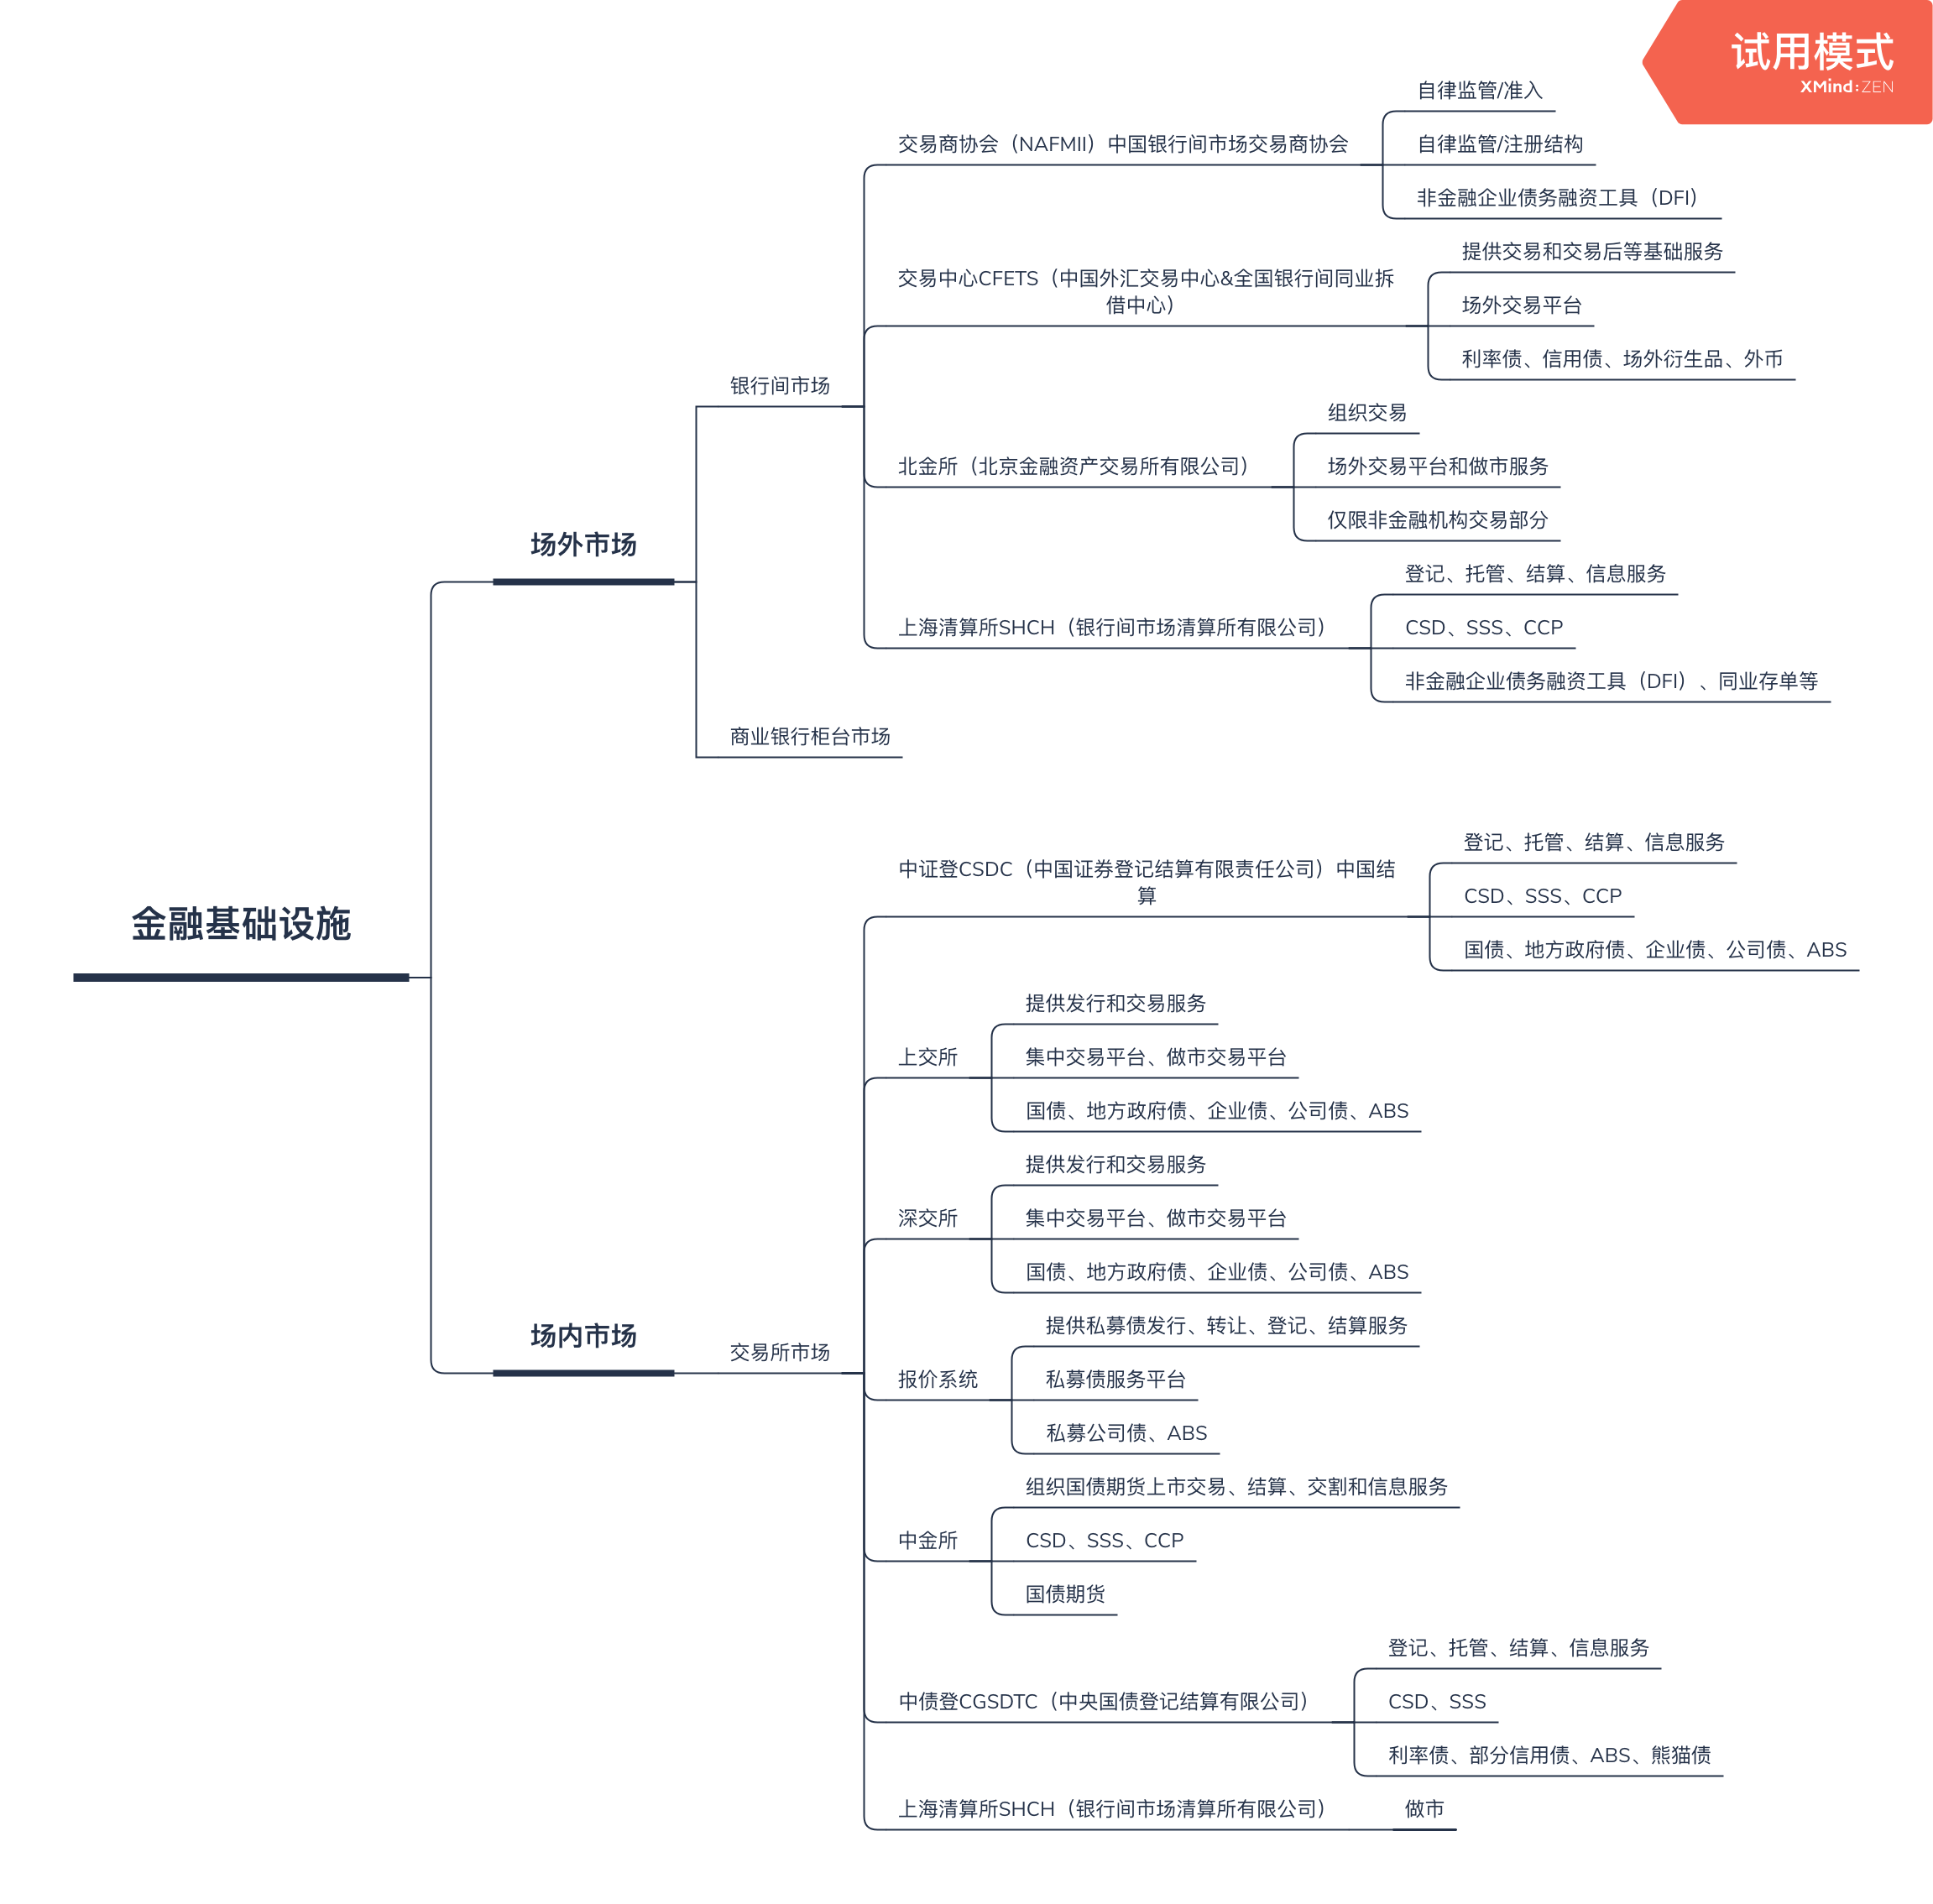 试用模式
XMind:ZEN
金融基础设施
场外市场
银行间市场
交易商协会（NAFMII）中国银行间市场交易商协会
自律监管/准入
自律监管/注册结构
非金融企业债务融资工具（DFI）
交易中心CFETS（中国外汇交易中心&全国银行间同业拆
借中心）
提供交易和交易后等基础服务
场外交易平台
利率债、信用债、场外衍生品、外币
北金所（北京金融资产交易所有限公司）
组织交易
场外交易平台和做市服务
仅限非金融机构交易部分
上海清算所SHCH（银行间市场清算所有限公司）
登记、托管、结算、信息服务
CSD、SSS、CCP
非金融企业债务融资工具（DFI）、同业存单等
商业银行柜台市场
场内市场
交易所市场
中证登CSDC（中国证券登记结算有限责任公司）中国结
算
登记、托管、结算、信息服务
CSD、SSS、CCP
国债、地方政府债、企业债、公司债、ABS
上交所
提供发行和交易服务
集中交易平台、做市交易平台
国债、地方政府债、企业债、公司债、ABS
深交所
提供发行和交易服务
集中交易平台、做市交易平台
国债、地方政府债、企业债、公司债、ABS
报价系统
提供私募债发行、转让、登记、结算服务
私募债服务平台
私募公司债、ABS
中金所
组织国债期货上市交易、结算、交割和信息服务
CSD、SSS、CCP
国债期货
中债登CGSDTC（中央国债登记结算有限公司）
登记、托管、结算、信息服务
CSD、SSS
利率债、部分信用债、ABS、熊猫债
上海清算所SHCH（银行间市场清算所有限公司）
做市